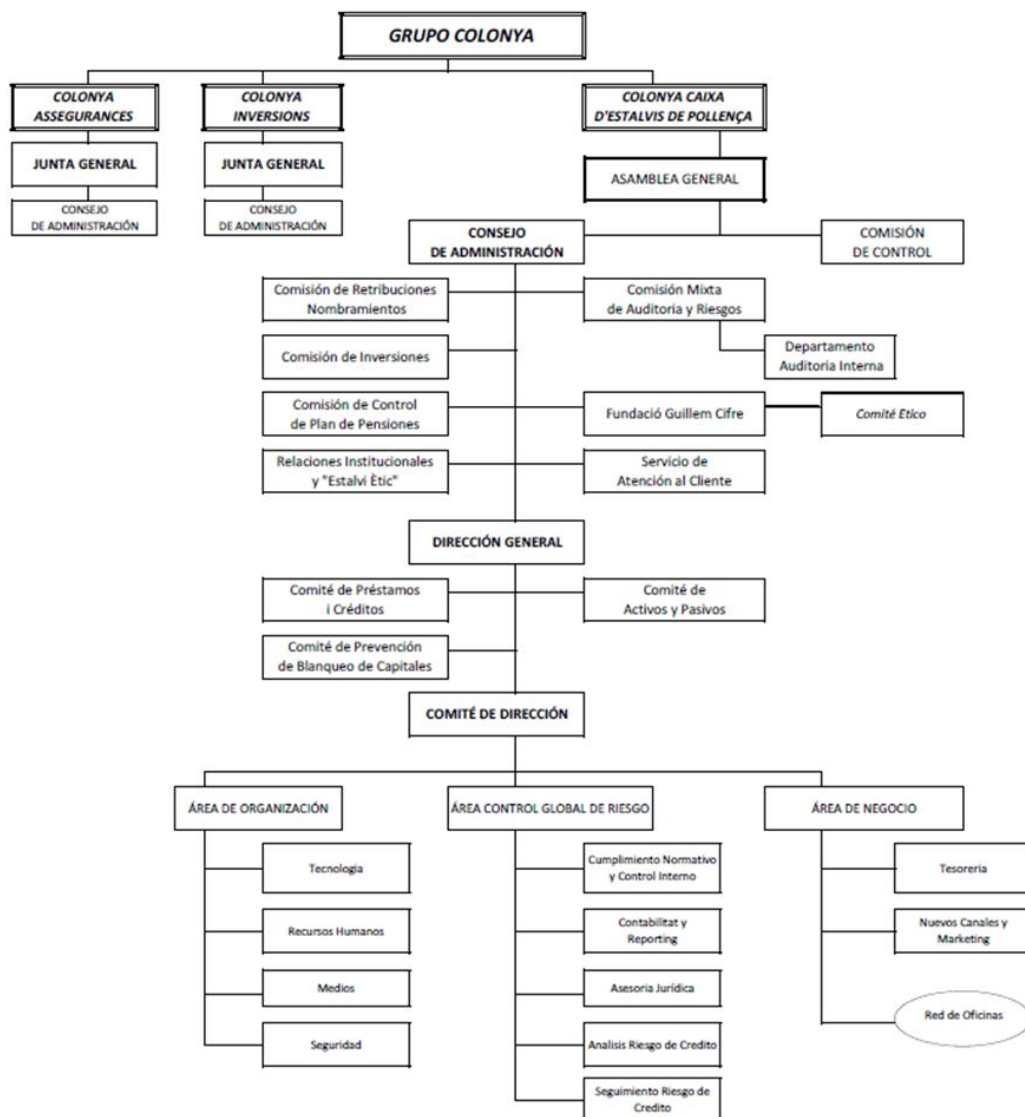 GRUPO COLONYA
COLONYA
ASSEGURANCES
COLONYA
INVERSIONS
COLONYA CAIXA
D'ESTALVIS DE POLLENÇA
JUNTA GENERAL
JUNTA GENERAL
ASAMBLEA GENERAL
CONSEJO
DE ADMINISTRACIÓN
CONSEJO
DE ADMINISTRACIÓN
CONSEJO
DE ADMINISTRACIÓN
COMISIÓN
DE CONTROL
Comisión de Retribuciones
Nombramientos
Comisión Mixta
de Auditoria y Riesgos
Comisión de Inversiones
Departamento
Auditoria Interna
Comisión de Control
de Plan de Pensiones
Fundació Guillem Cifre
Comité Etico
Relaciones Institucionales
y "Estalvi Ètic"
Servicio de
Atención al Cliente
DIRECCIÓN GENERAL
Comité de Préstamos
i Créditos
Comité de
Activos y Pasivos
Comité de Prevención
de Blanqueo de Capitales
COMITÉ DE DIRECCIÓN
ÁREA DE ORGANIZACIÓN
ÁREA CONTROL GLOBAL DE RIESGO
ÁREA DE NEGOCIO
Tecnologia
Cumplimiento Normativo
y Control Interno
Tesoreria
Recursos Humanos
Contabilitat y
Reporting
Nuevos Canales y
Marketing
Medios
Asesoria Jurídica
Red de Oficinas
Seguridad
Analisis Riesgo de Credito
Seguimiento Riesgo de
Credito